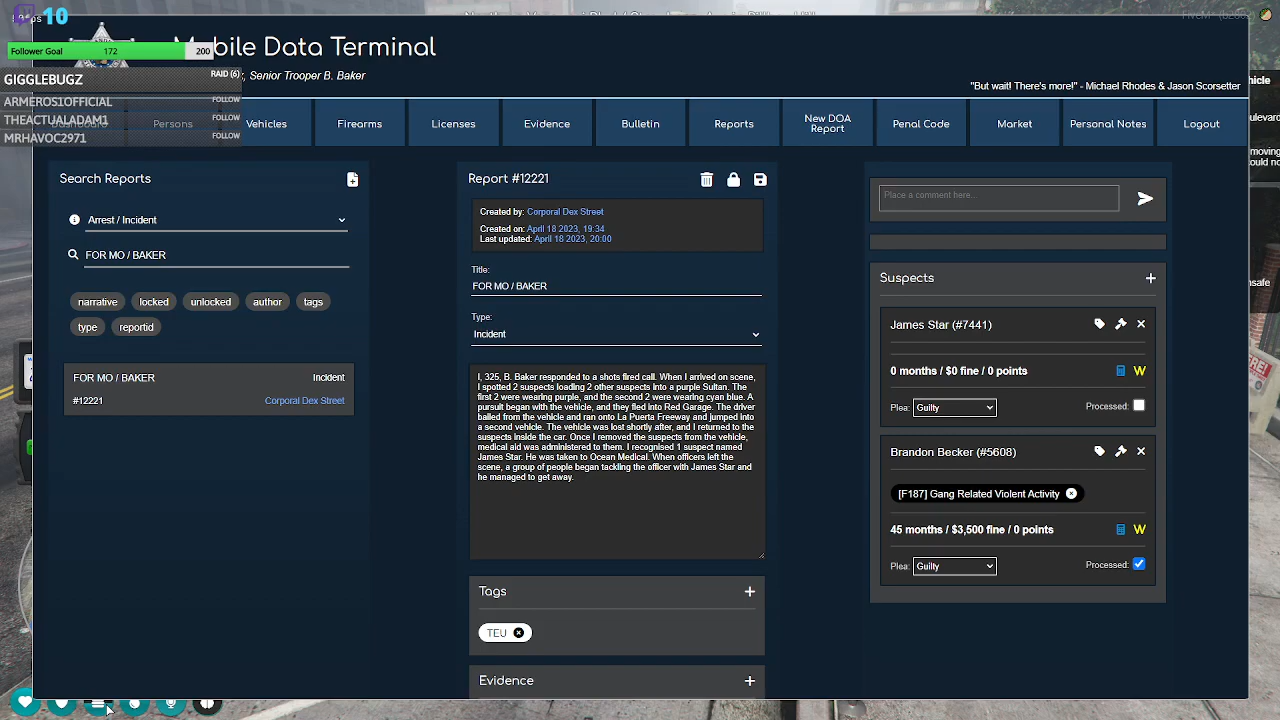 10
Follower Goal 172 200
GIGGLEBUGZ RAID (6)
ARMEROS1OFFICIAL FOLLOW
THEACTUALADAM1 FOLLOW
MRHAVOC2971 FOLLOW
bile Data Terminal
, Senior Trooper B. Baker
"But wait! There's more!" - Michael Rhodes & Jason Scorsetter
Dashboard
Persons
Vehicles
Firearms
Licenses
Evidence
Bulletin
Reports
New DOA
Report
Penal Code
Market
Personal Notes
Logout
Search Reports
Arrest / Incident
FOR MO / BAKER
narrative locked unlocked author tags
type reportid
FOR MO / BAKER Incident
#12221 Corporal Dex Street
Report #12221
Created by: Corporal Dex Street
Created on: April 18 2023, 19:34
Last updated: April 18 2023, 20:00
Title:
FOR MO / BAKER
Type:
Incident
I, 325, B. Baker responded to a shots fired call. When I arrived on scene,
I spotted 2 suspects loading 2 other suspects into a purple Sultan. The
first 2 were wearing purple, and the second 2 were wearing cyan blue. A
pursuit began with the vehicle, and they fled into Red Garage. The driver
bailed from the vehicle and ran onto La Puerta Freeway and jumped into
a second vehicle. The vehicle was lost shortly after, and I returned to the
suspects inside the car. Once I removed the suspects from the vehicle,
medical aid was administered to them. I recognised 1 suspect named
James Star. He was taken to Ocean Medical. When officers left the
scene, a group of people began tackling the officer with James Star and
he managed to get away.
Tags
TEU
Evidence
Place a comment here...
Suspects
James Star (#7441)
0 months / $0 fine / 0 points W
Plea: Guilty Processed:
Brandon Becker (#5608)
[F187] Gang Related Violent Activity
45 months / $3,500 fine / 0 points W
Plea: Guilty Processed: